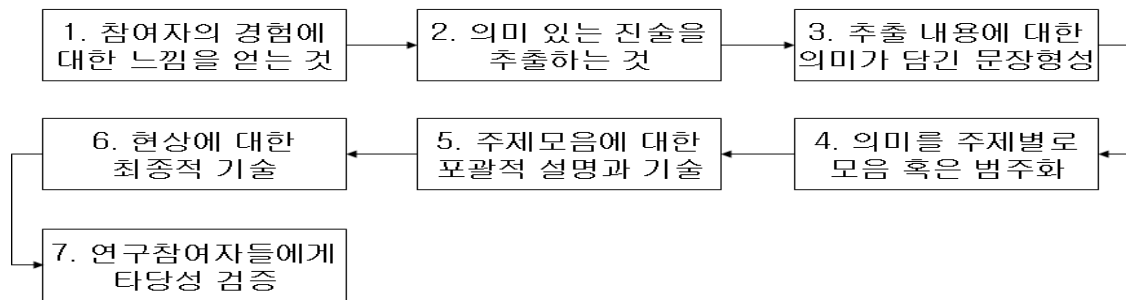 1. 참여자의 경험에
대한 느낌을 얻는 것
2. 의미 있는 진술을
추출하는 것
3. 추출 내용에 대한
의미가 담긴 문장형성
4. 의미를 주제별로
모음 혹은 범주화
5. 주제모음에 대한
포괄적 설명과 기술
6. 현상에 대한
최종적 기술
7. 연구참여자들에게
타당성 검증